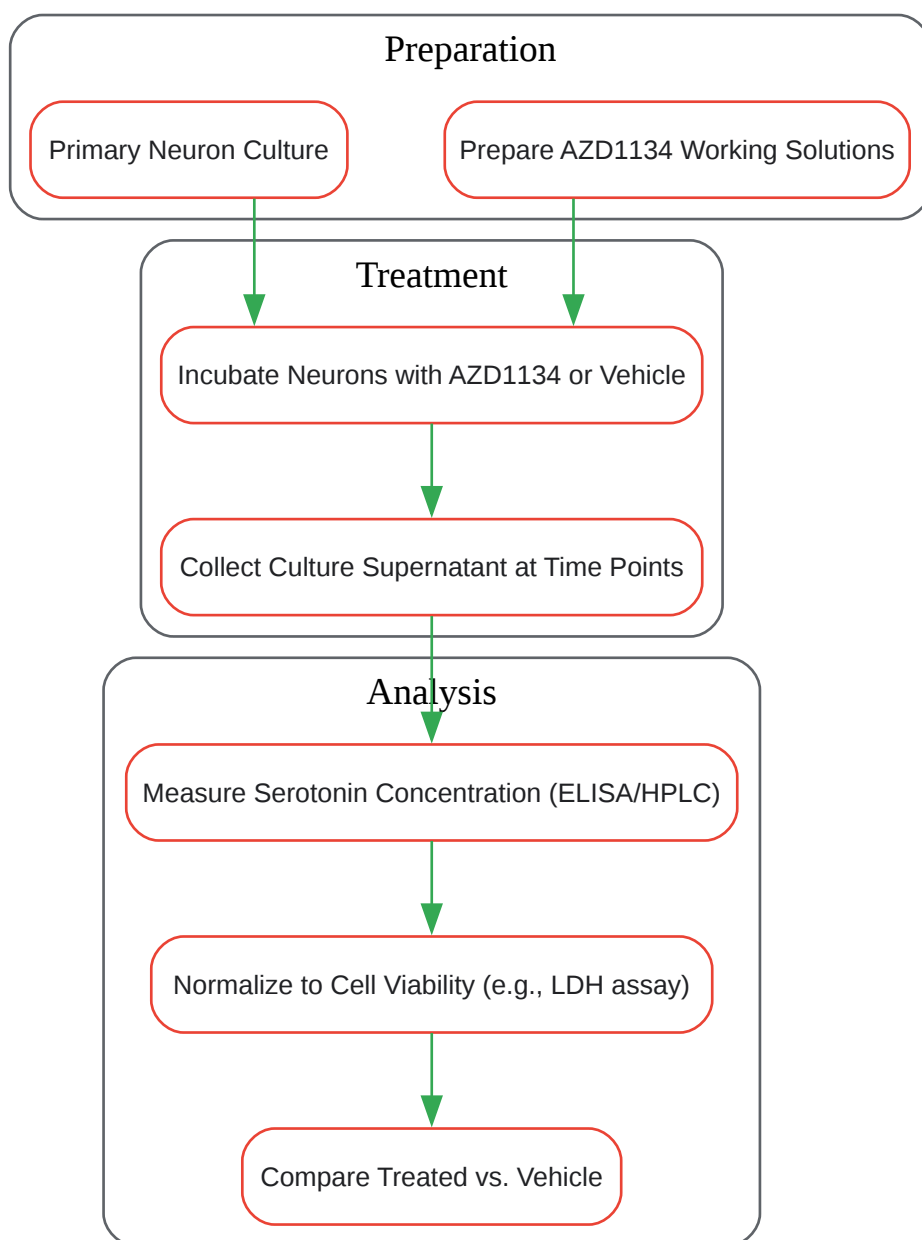 Preparation
Primary Neuron Culture
Prepare AZD1134 Working Solutions
Treatment
Incubate Neurons with AZD1134 or Vehicle
Collect Culture Supernatant at Time Points
Analysis
Measure Serotonin Concentration (ELISA/HPLC)
Normalize to Cell Viability (e.g., LDH assay)
Compare Treated vs. Vehicle